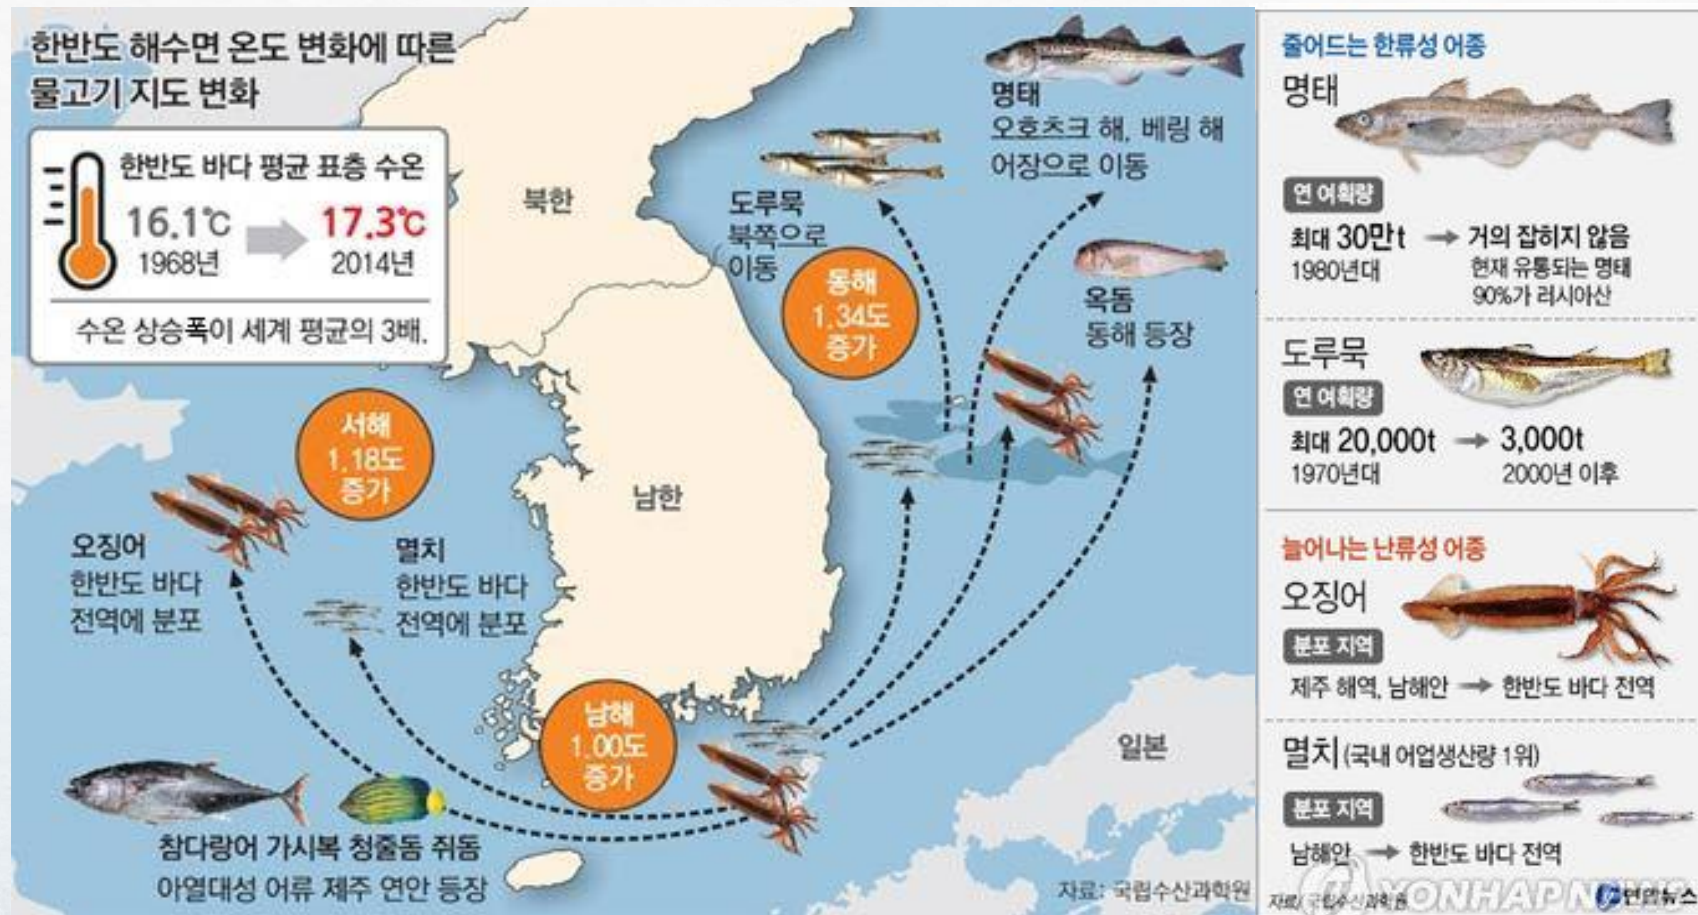 한반도 해수면 온도 변화에 따른
물고기 지도 변화
한반도 바다 평균 표층 수온
16.1℃ 17.3℃
1968년 2014년
수온 상승폭이 세계 평균의 3배.
북한
남한
일본
명태
오호츠크 해, 베링 해
어장으로 이동
도루묵
북쪽으로
이동
동해
1.34도
증가
옥돔
동해 등장
서해
1.18도
증가
오징어
한반도 바다
전역에 분포
멸치
한반도 바다
전역에 분포
남해
1.00도
증가
참다랑어 가시복 청줄돔 쥐돔
아열대성 어류 제주 연안 등장
자료: 국립수산과학원
줄어드는 한류성 어종
명태
연 어획량
최대 30만t → 거의 잡히지 않음
1980년대 현재 유통되는 명태
90%가 러시아산
도루묵
연 어획량
최대 20,000t → 3,000t
1970년대 2000년 이후
늘어나는 난류성 어종
오징어
분포 지역
제주 해역, 남해안 → 한반도 바다 전역
멸치 (국내 어업생산량 1위)
분포 지역
남해안 → 한반도 바다 전역
자료/ 국립수산과학원
YONHAP NEWS
연합뉴스